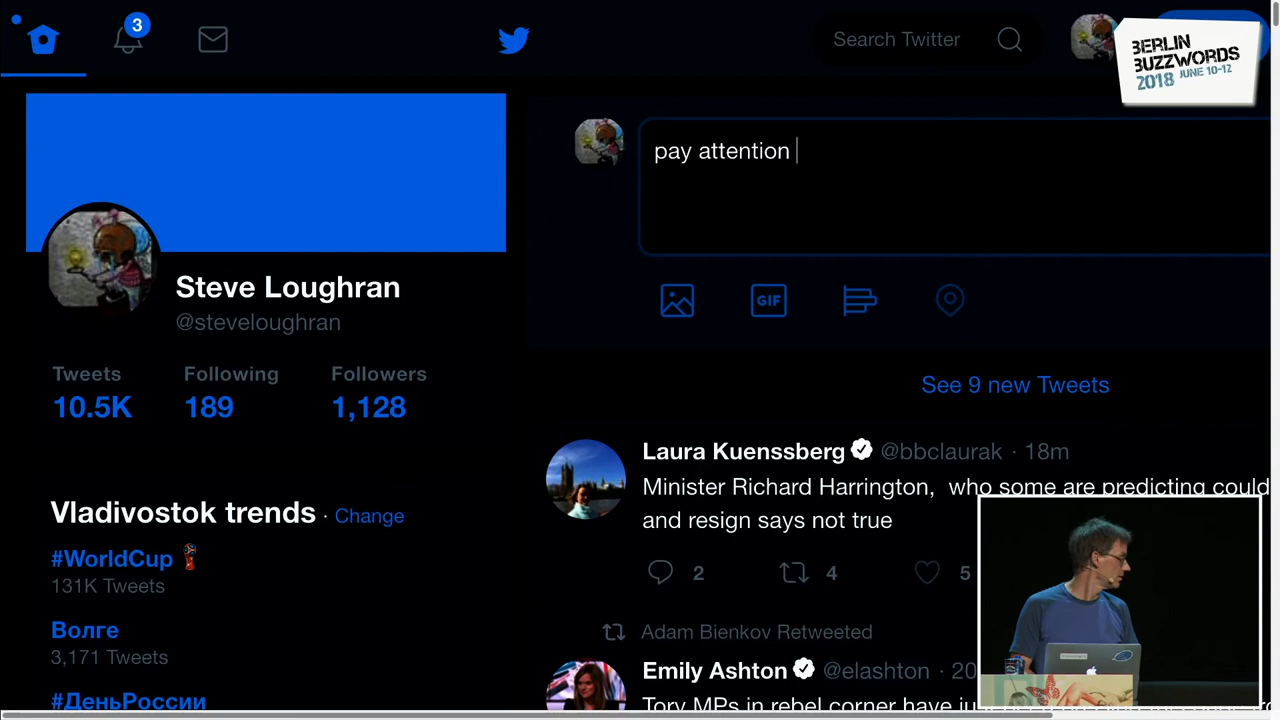 3
Search Twitter
BERLIN
BUZZWORDS
2018 JUNE 10-12
pay attention
Steve Loughran
@steveloughran
Tweets Following Followers
10.5K 189 1,128
GIF
See 9 new Tweets
Laura Kuenssberg @bbclaurak · 18m
Minister Richard Harrington, who some are predicting could
and resign says not true
2 4 5
Vladivostok trends · Change
#WorldCup
131K Tweets
Волге
3,171 Tweets
#ДеньРоссии
Adam Bienkov Retweeted
Emily Ashton @elashton · 20
Tory MPs in rebel corner have